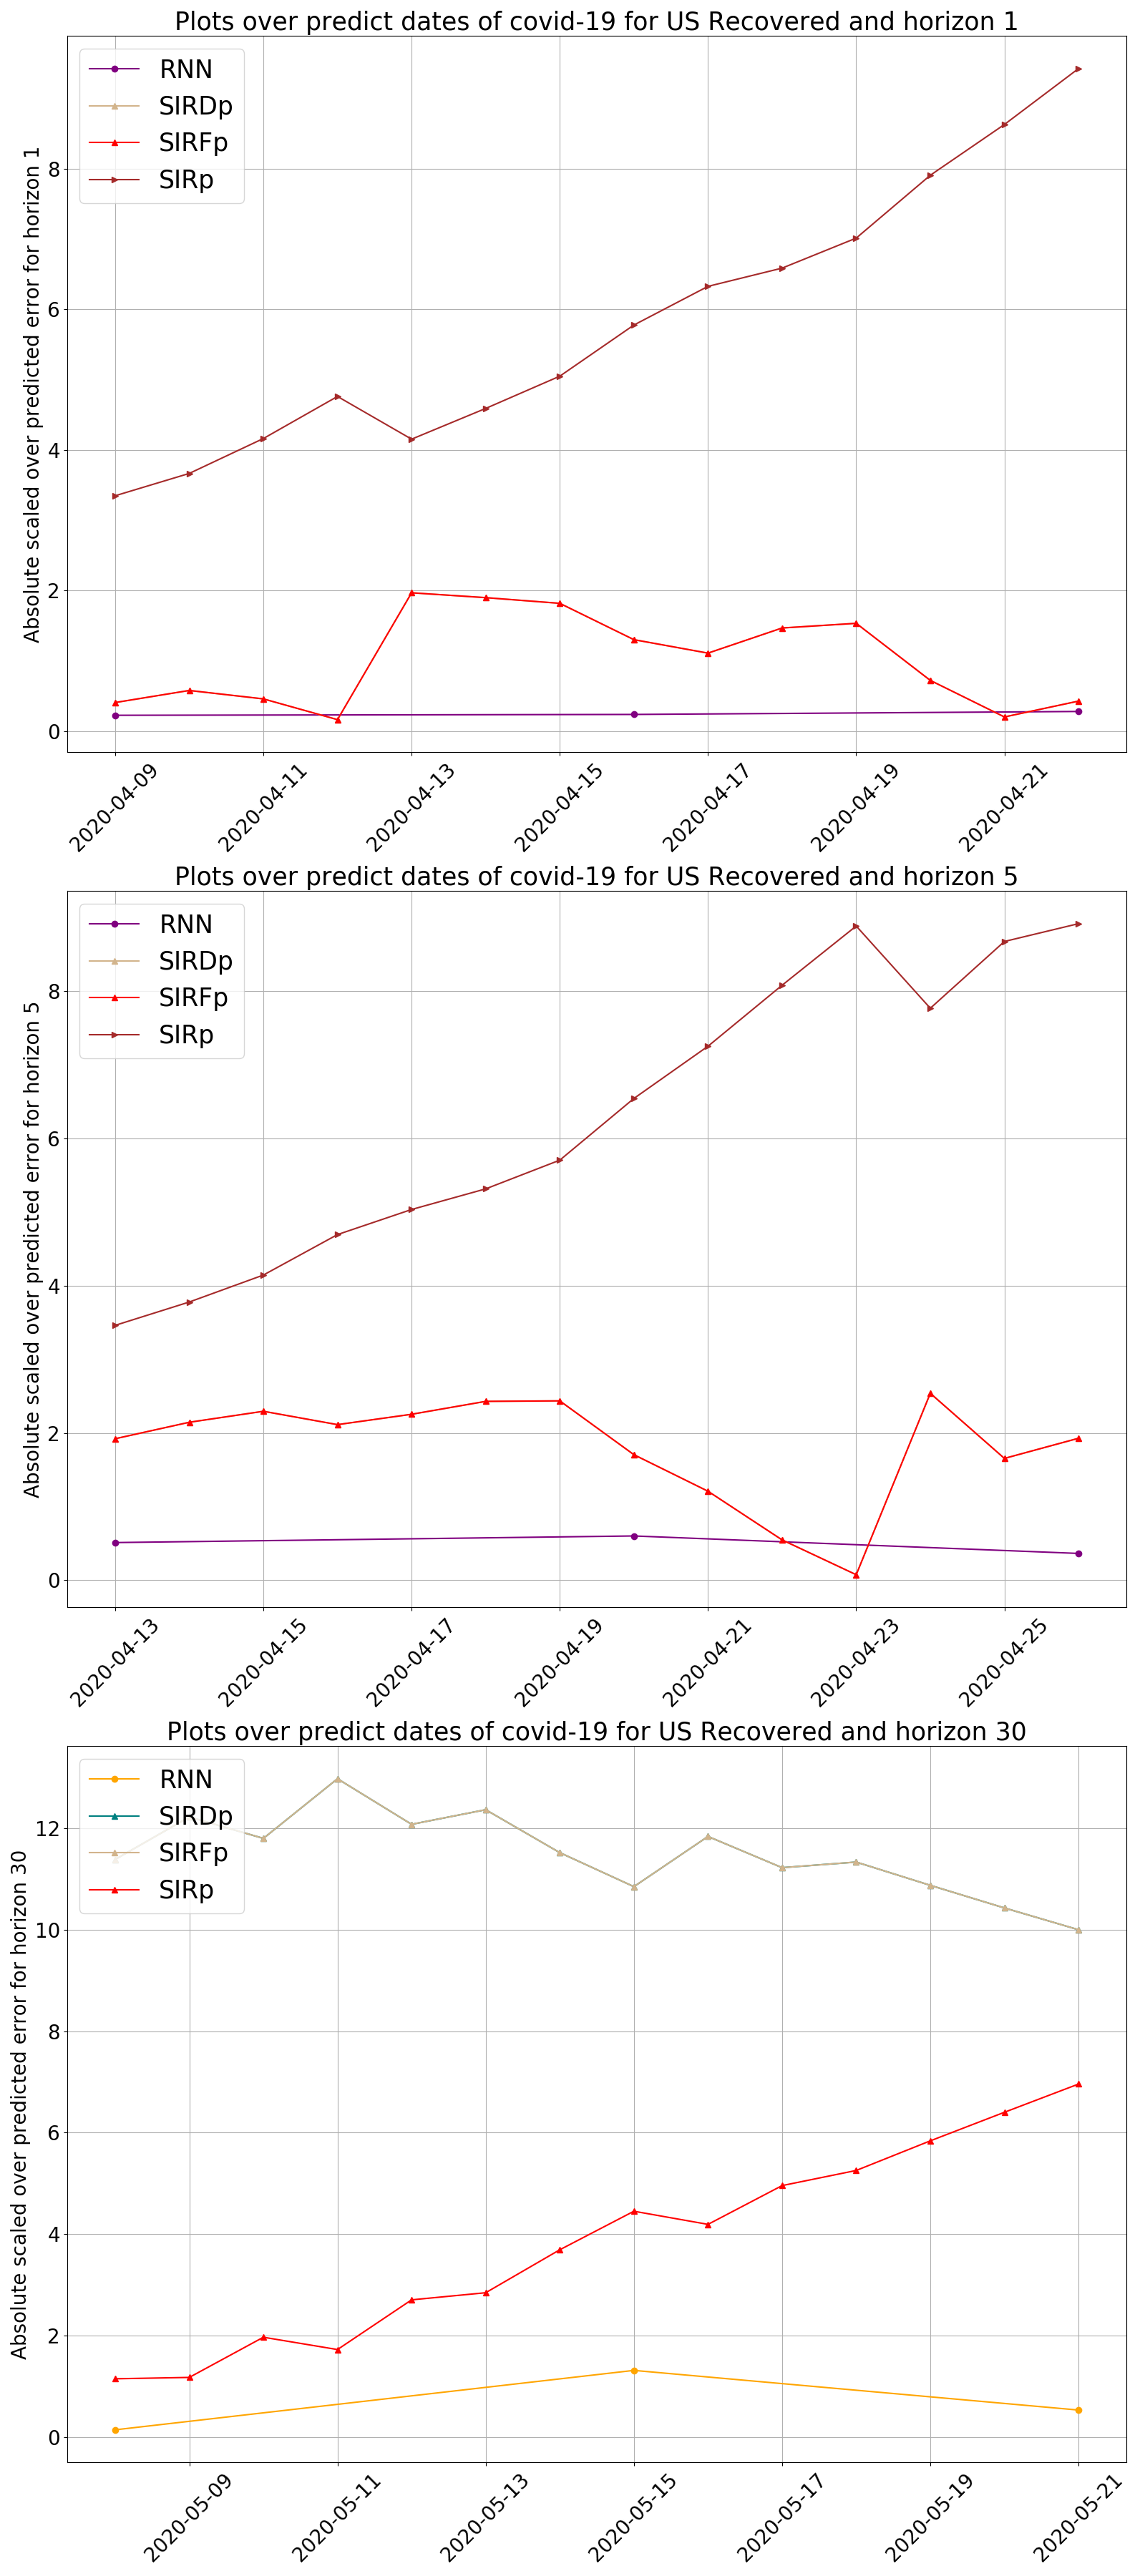 Plots over predict dates of covid-19 for US Recovered and horizon 1
RNN
SIRDp
SIRFp
SIRp
Absolute scaled over predicted error for horizon 1
8
6
4
2
0
2020-04-09
2020-04-11
2020-04-13
2020-04-15
2020-04-17
2020-04-19
2020-04-21
Plots over predict dates of covid-19 for US Recovered and horizon 5
RNN
SIRDp
SIRFp
SIRp
Absolute scaled over predicted error for horizon 5
8
6
4
2
0
2020-04-13
2020-04-15
2020-04-17
2020-04-19
2020-04-21
2020-04-23
2020-04-25
Plots over predict dates of covid-19 for US Recovered and horizon 30
RNN
SIRDp
SIRFp
SIRp
Absolute scaled over predicted error for horizon 30
12
10
8
6
4
2
0
2020-05-09
2020-05-11
2020-05-13
2020-05-15
2020-05-17
2020-05-19
2020-05-21